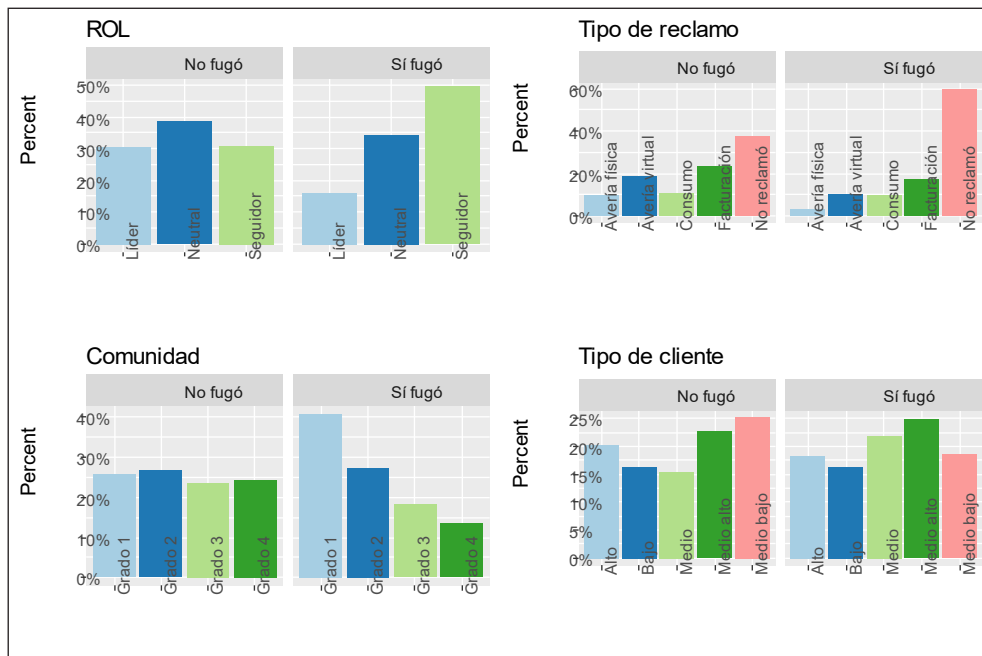 ROL
No fugó
Sí fugó
Percent
50%
40%
30%
20%
10%
0%
Líder
Neutral
Seguidor
Líder
Neutral
Seguidor
Tipo de reclamo
No fugó
Sí fugó
Percent
60%
40%
20%
0%
Avería física
Avería virtual
Consumo
Facturación
No reclamó
Avería física
Avería virtual
Consumo
Facturación
No reclamó
Comunidad
No fugó
Sí fugó
Percent
40%
30%
20%
10%
0%
Grado 1
Grado 2
Grado 3
Grado 4
Grado 1
Grado 2
Grado 3
Grado 4
Tipo de cliente
No fugó
Sí fugó
Percent
25%
20%
15%
10%
5%
0%
Alto
Bajo
Medio
Medio alto
Medio bajo
Alto
Bajo
Medio
Medio alto
Medio bajo